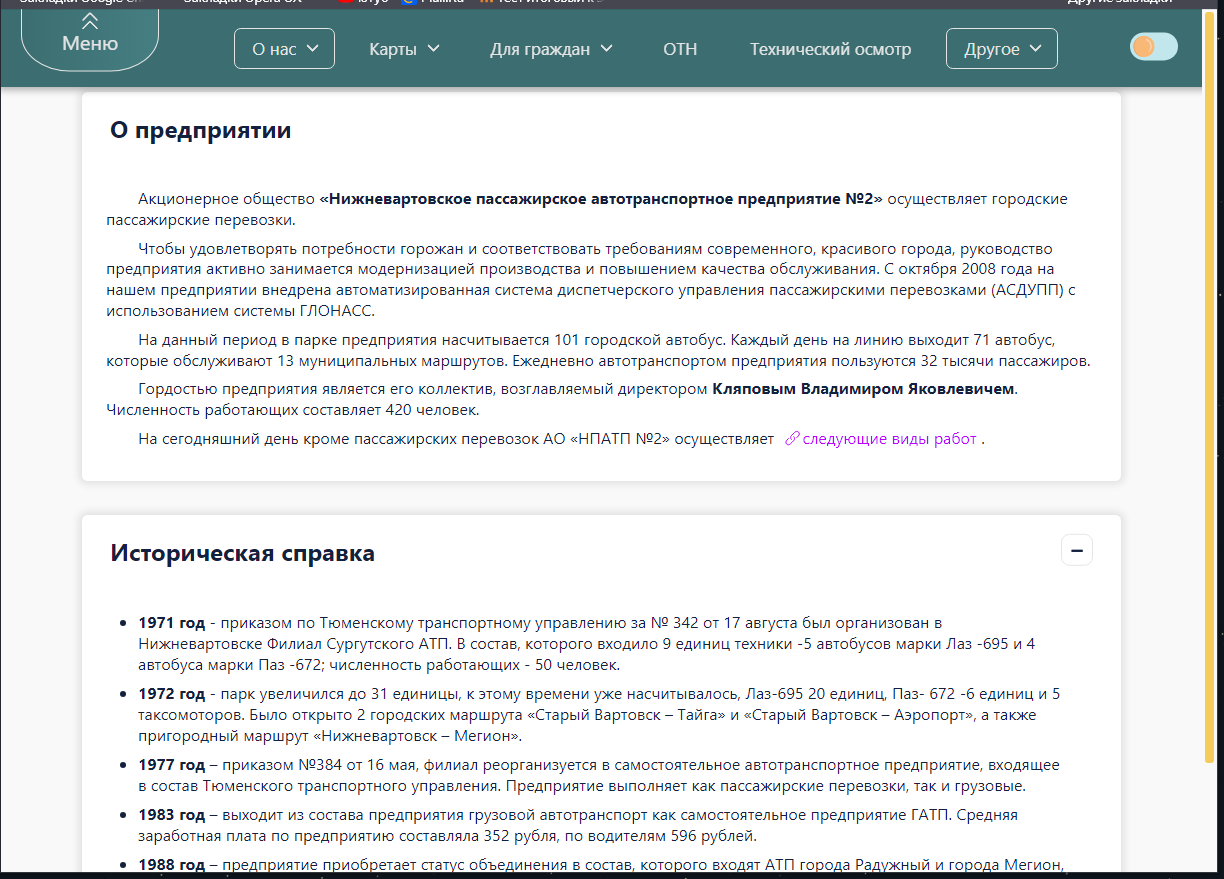 Меню
О нас
Карты
Для граждан
ОТН
Технический осмотр
Другое
О предприятии
Акционерное общество «Нижневартовское пассажирское автотранспортное предприятие №2» осуществляет городские
пассажирские перевозки.
Чтобы удовлетворять потребности горожан и соответствовать требованиям современного, красивого города, руководство
предприятия активно занимается модернизацией производства и повышением качества обслуживания. С октября 2008 года на
нашем предприятии внедрена автоматизированная система диспетчерского управления пассажирскими перевозками (АСДУПП) с
использованием системы ГЛОНАСС.
На данный период в парке предприятия насчитывается 101 городской автобус. Каждый день на линию выходит 71 автобус,
которые обслуживают 13 муниципальных маршрутов. Ежедневно автотранспортом предприятия пользуются 32 тысячи пассажиров.
Гордостью предприятия является его коллектив, возглавляемый директором Кляповым Владимиром Яковлевичем.
Численность работающих составляет 420 человек.
На сегодняшний день кроме пассажирских перевозок АО «НПАТП №2» осуществляет следующие виды работ .
Историческая справка
1971 год - приказом по Тюменскому транспортному управлению за № 342 от 17 августа был организован в
Нижневартовске Филиал Сургутского АТП. В состав, которого входило 9 единиц техники -5 автобусов марки Лаз -695 и 4
автобуса марки Паз -672; численность работающих - 50 человек.
1972 год - парк увеличился до 31 единицы, к этому времени уже насчитывалось, Лаз-695 20 единиц, Паз- 672 -6 единиц и 5
таксомоторов. Было открыто 2 городских маршрута «Старый Вартовск – Тайга» и «Старый Вартовск – Аэропорт», а также
пригородный маршрут «Нижневартовск – Мегион».
1977 год – приказом №384 от 16 мая, филиал реорганизуется в самостоятельное автотранспортное предприятие, входящее
в состав Тюменского транспортного управления. Предприятие выполняет как пассажирские перевозки, так и грузовые.
1983 год – выходит из состава предприятия грузовой автотранспорт как самостоятельное предприятие ГАТП. Средняя
заработная плата по предприятию составляла 352 рубля, по водителям 596 рублей.
1988 год – предприятие приобретает статус объединения в состав, которого входят АТП города Радужный и города Мегион,